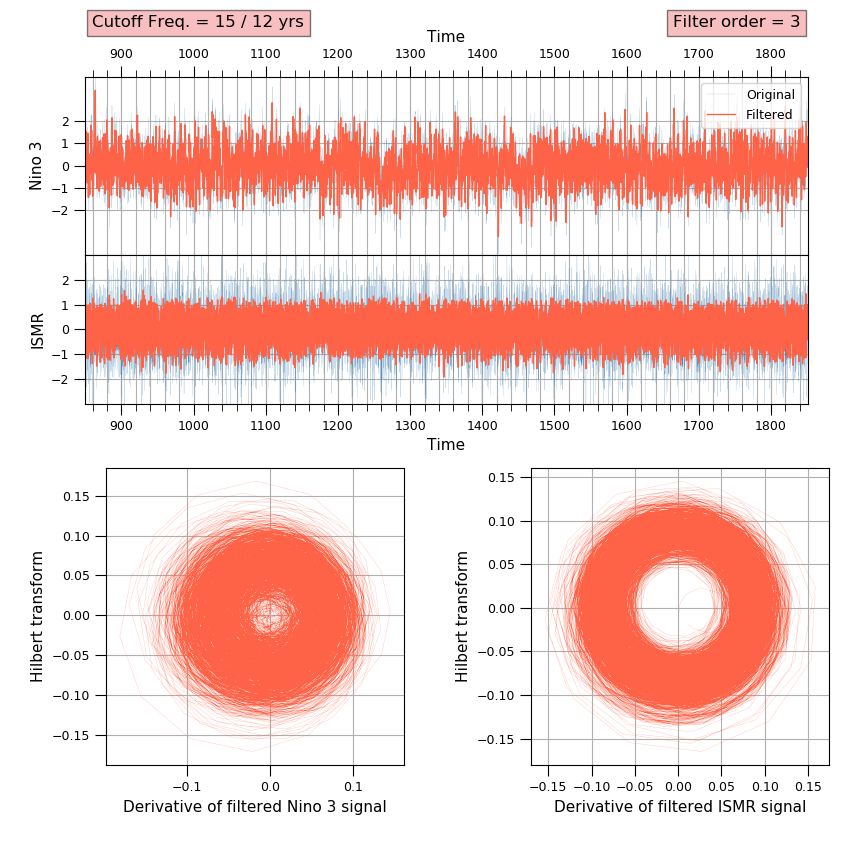 Cutoff Freq. = 15 / 12 yrs
Filter order = 3
Time
900 1000 1100 1200 1300 1400 1500 1600 1700 1800
Original
Filtered
Nino 3
2
1
0
−1
−2
ISMR
2
1
0
−1
−2
900 1000 1100 1200 1300 1400 1500 1600 1700 1800
Time
Hilbert transform
0.15
0.10
0.05
0.00
−0.05
−0.10
−0.15
−0.1 0.0 0.1
Derivative of filtered Nino 3 signal
Hilbert transform
0.15
0.10
0.05
0.00
−0.05
−0.10
−0.15
−0.15 −0.10 −0.05 0.00 0.05 0.10 0.15
Derivative of filtered ISMR signal